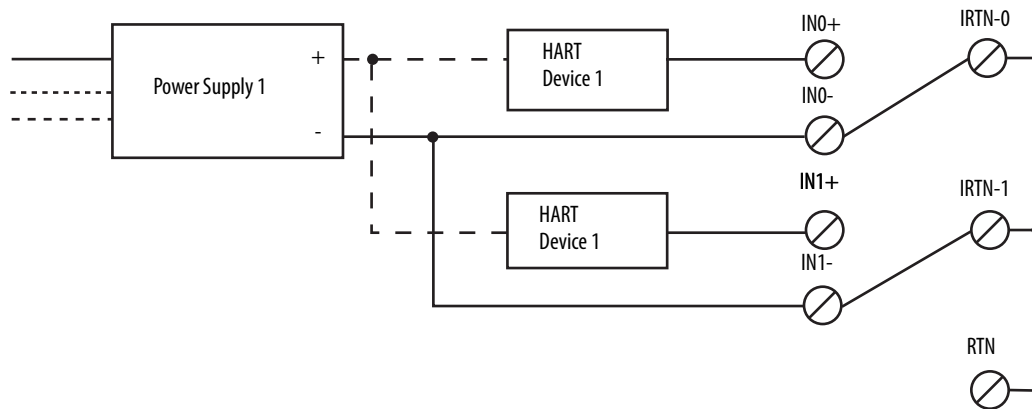 IN0+
IRTN-0
Power Supply 1
+
-
HART
Device 1
IN0-
IN1+
IRTN-1
HART
Device 1
IN1-
RTN